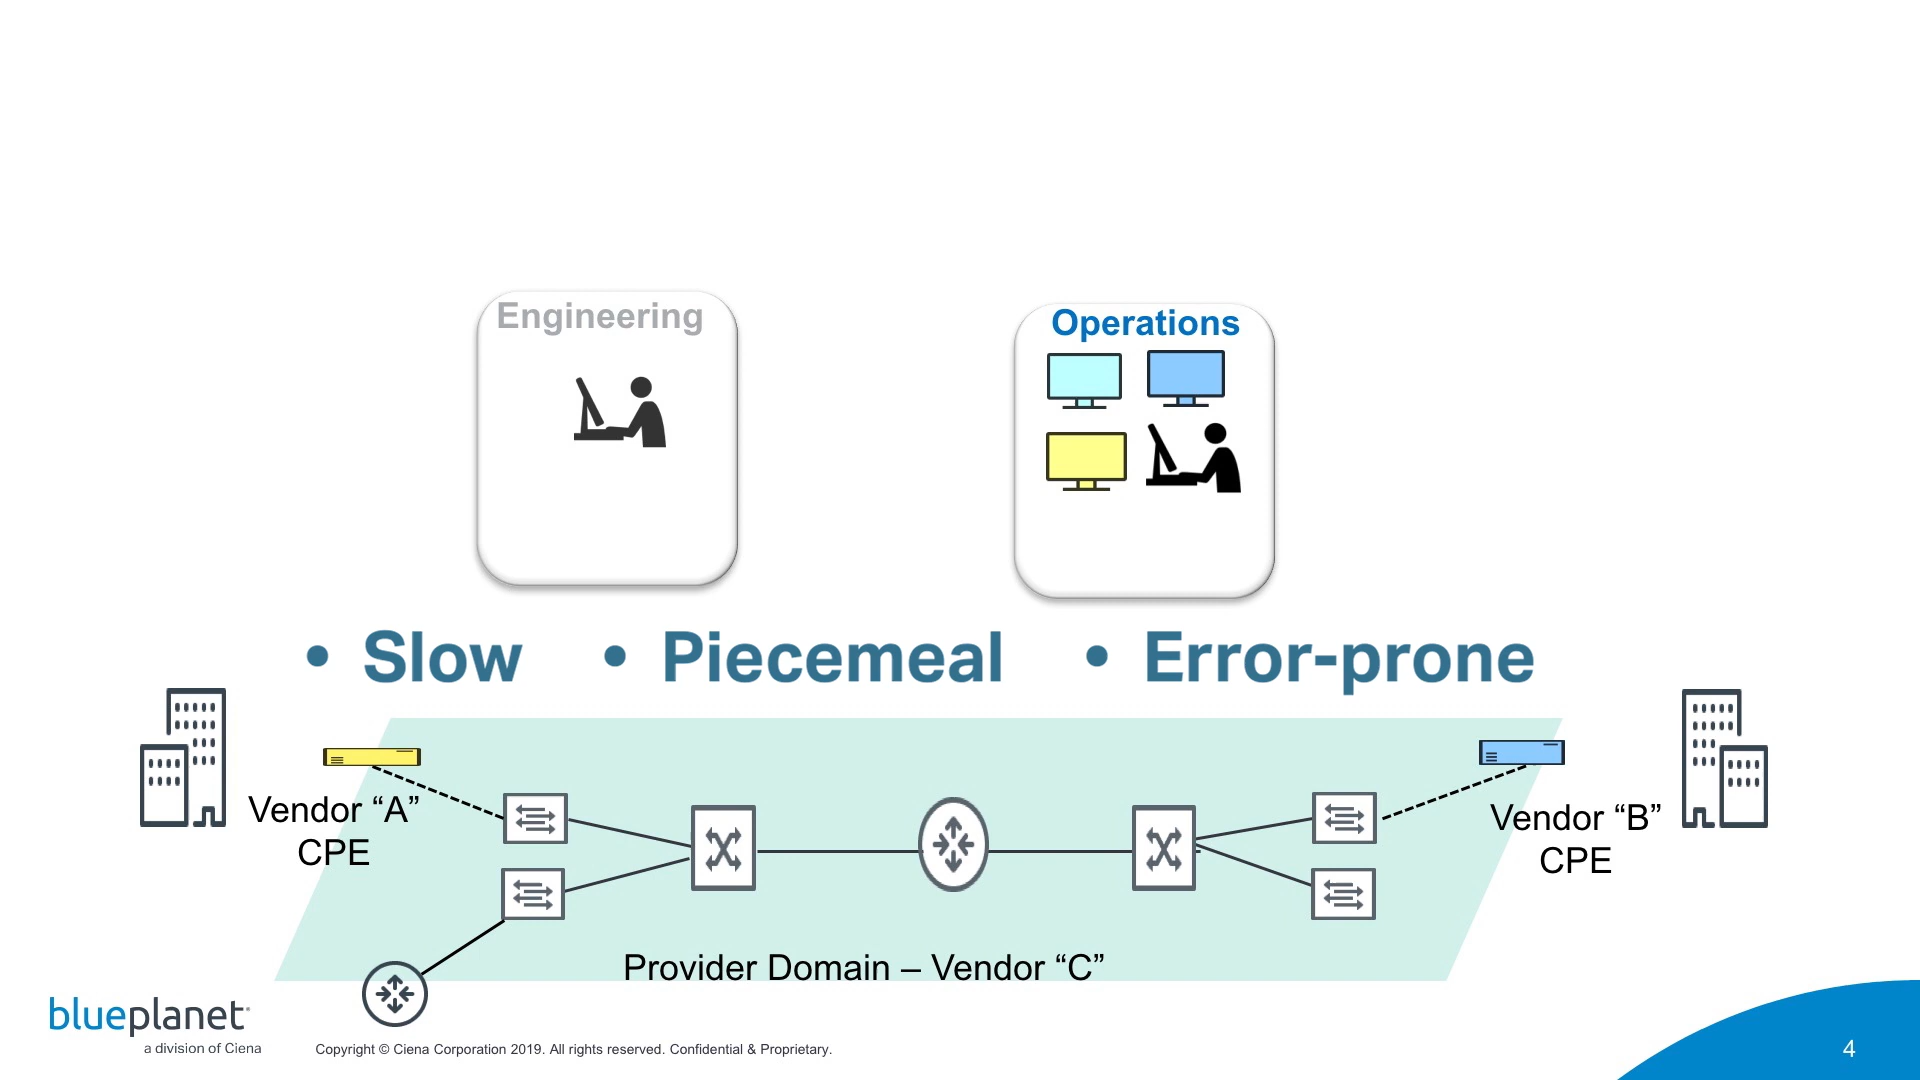 Engineering
Operations
• Slow • Piecemeal • Error-prone
Vendor “A”
CPE
Vendor “B”
CPE
Provider Domain – Vendor “C”
blueplanet
a division of Ciena
Copyright © Ciena Corporation 2019. All rights reserved. Confidential & Proprietary.
4